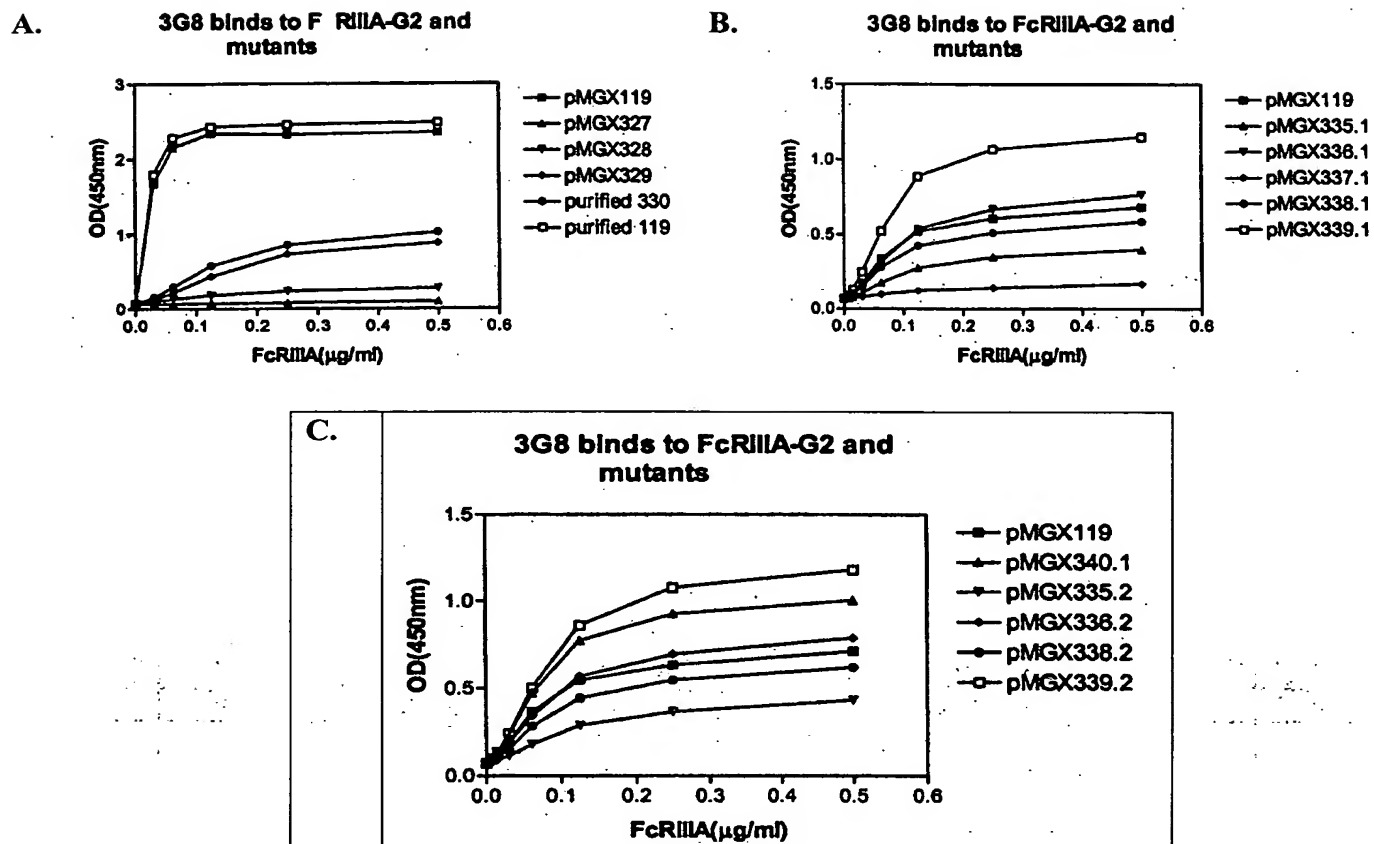 A.
3G8 binds to F RIIIA-G2 and
mutants
3
2
1
0
0.0 0.1 0.2 0.3 0.4 0.5 0.6
OD(450nm)
FcRIIIA(µg/ml)
pMGX119
pMGX327
pMGX328
pMGX329
purified 330
purified 119
B.
3G8 binds to FcRIIIA-G2 and
mutants
1.5
1.0
0.5
0.0
0.0 0.1 0.2 0.3 0.4 0.5 0.6
OD(450nm)
FcRIIIA(µg/ml)
pMGX119
pMGX335.1
pMGX336.1
pMGX337.1
pMGX338.1
pMGX339.1
C.
3G8 binds to FcRIIIA-G2 and
mutants
1.5
1.0
0.5
0.0
0.0 0.1 0.2 0.3 0.4 0.5 0.6
OD(450nm)
FcRIIIA(µg/ml)
pMGX119
pMGX340.1
pMGX335.2
pMGX336.2
pMGX338.2
pMGX339.2